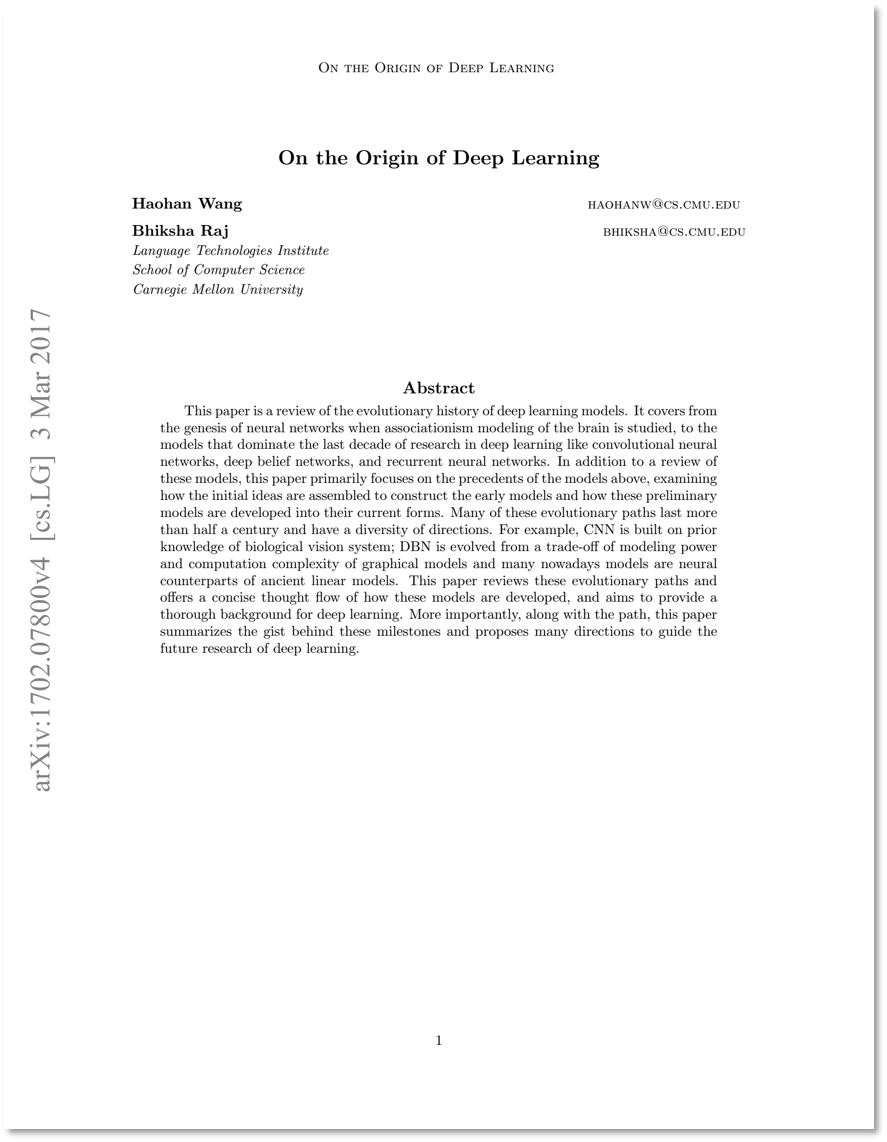 On the Origin of Deep Learning
On the Origin of Deep Learning
Haohan Wang haohanw@cs.cmu.edu
Bhiksha Raj bhiksha@cs.cmu.edu
Language Technologies Institute
School of Computer Science
Carnegie Mellon University
arXiv:1702.07800v4 [cs.LG] 3 Mar 2017
Abstract
This paper is a review of the evolutionary history of deep learning models. It covers from
the genesis of neural networks when associationism modeling of the brain is studied, to the
models that dominate the last decade of research in deep learning like convolutional neural
networks, deep belief networks, and recurrent neural networks. In addition to a review of
these models, this paper primarily focuses on the precedents of the models above, examining
how the initial ideas are assembled to construct the early models and how these preliminary
models are developed into their current forms. Many of these evolutionary paths last more
than half a century and have a diversity of directions. For example, CNN is built on prior
knowledge of biological vision system; DBN is evolved from a trade-off of modeling power
and computation complexity of graphical models and many nowadays models are neural
counterparts of ancient linear models. This paper reviews these evolutionary paths and
offers a concise thought flow of how these models are developed, and aims to provide a
thorough background for deep learning. More importantly, along with the path, this paper
summarizes the gist behind these milestones and proposes many directions to guide the
future research of deep learning.
1